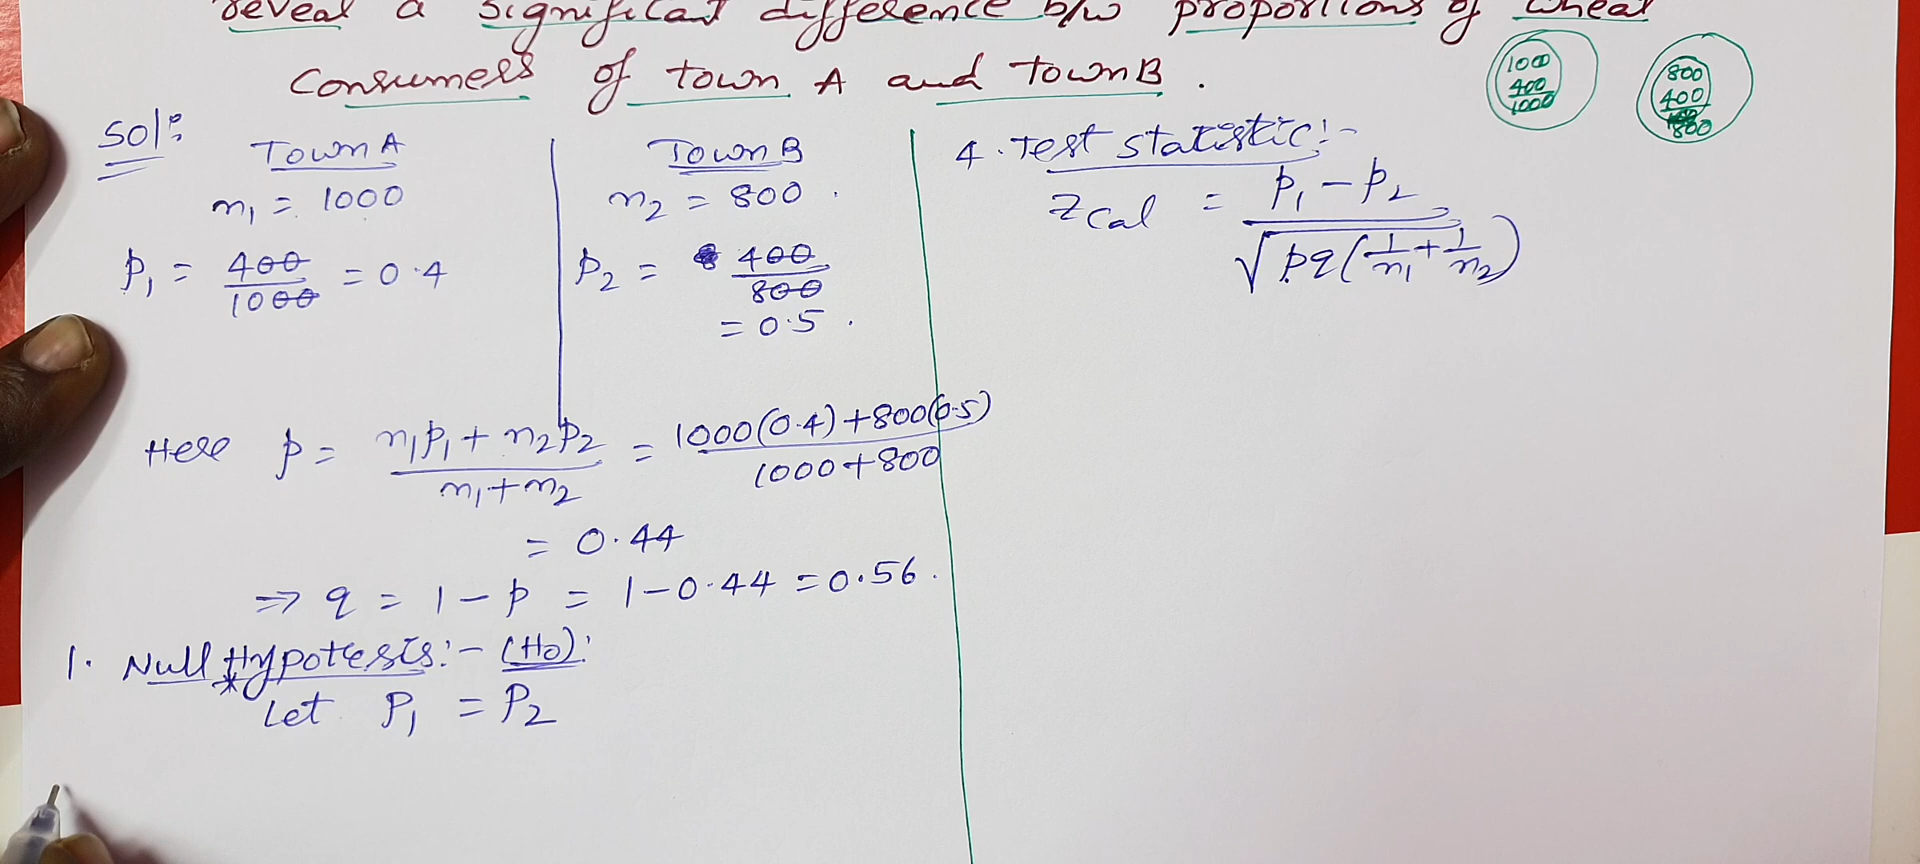 reveal a significant difference b/w proportions of wheat
consumers of town A and town B.
100
400
1000
800
400
800
Sol:
Town A
n₁ = 1000
p₁ = 400/1000 = 0.4
Town B
n₂ = 800.
p₂ = 400/800
= 0.5.
Here p = n₁p₁ + n₂p₂/n₁+n₂ = 1000(0.4)+800(0.5)/1000+800
= 0.44
⇒ q = 1 - p = 1-0.44 = 0.56.
1. Null Hypotesis:- (H0):
Let P₁ = P₂
4. Test statistic:-
Zcal = p₁ - p₂/√pq(1/n₁ + 1/n₂)